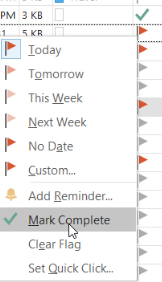 PM 3 KB
1... 5 KB
Today
Tomorrow
This Week
Next Week
No Date
Custom...
Add Reminder...
Mark Complete
Clear Flag
Set Quick Click...